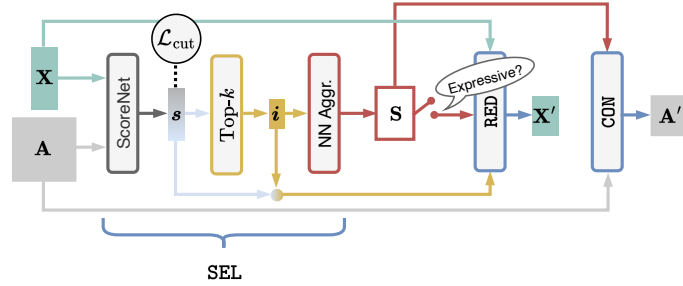 𝓛cut
X
A
ScoreNet
s
Top-k
i
NN Aggr.
S
Expressive?
RED
X′
CON
A′
SEL